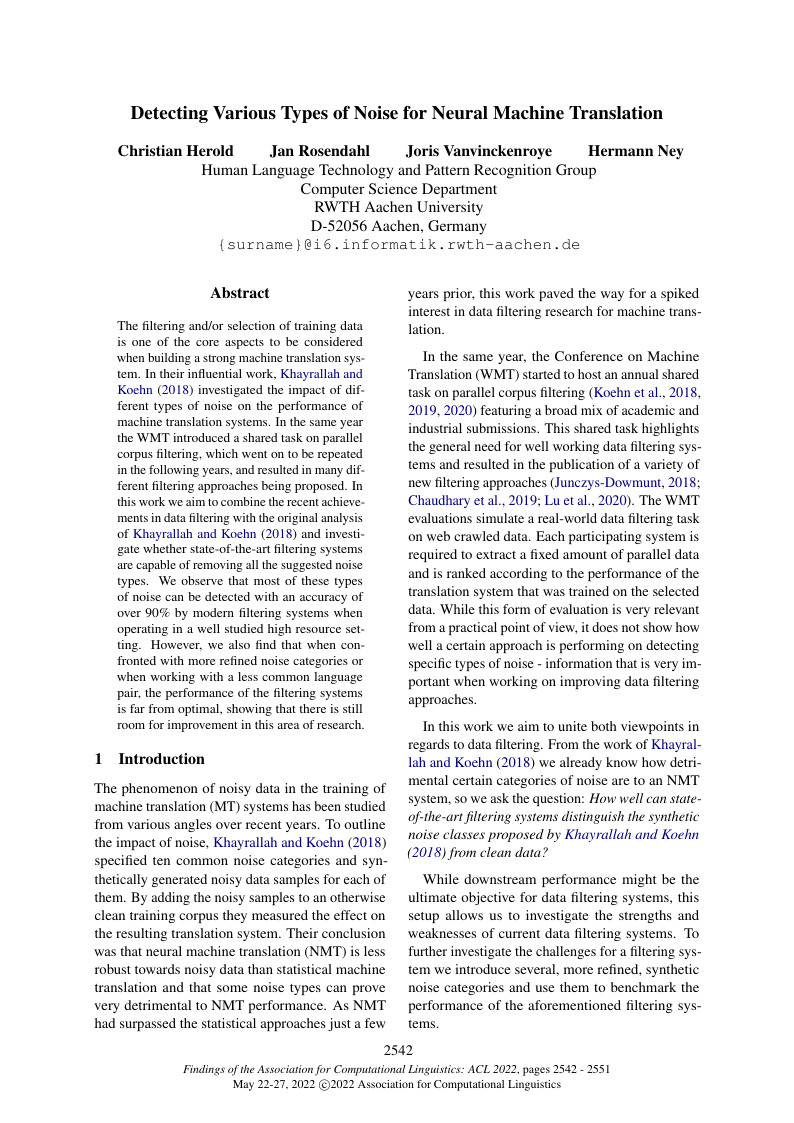 Detecting Various Types of Noise for Neural Machine Translation
Christian Herold Jan Rosendahl Joris Vanvinckenroye Hermann Ney
Human Language Technology and Pattern Recognition Group
Computer Science Department
RWTH Aachen University
D-52056 Aachen, Germany
{surname}@i6.informatik.rwth-aachen.de
Abstract
The filtering and/or selection of training data
is one of the core aspects to be considered
when building a strong machine translation sys-
tem. In their influential work, Khayrallah and
Koehn (2018) investigated the impact of dif-
ferent types of noise on the performance of
machine translation systems. In the same year
the WMT introduced a shared task on parallel
corpus filtering, which went on to be repeated
in the following years, and resulted in many dif-
ferent filtering approaches being proposed. In
this work we aim to combine the recent achieve-
ments in data filtering with the original analysis
of Khayrallah and Koehn (2018) and investi-
gate whether state-of-the-art filtering systems
are capable of removing all the suggested noise
types. We observe that most of these types
of noise can be detected with an accuracy of
over 90% by modern filtering systems when
operating in a well studied high resource set-
ting. However, we also find that when con-
fronted with more refined noise categories or
when working with a less common language
pair, the performance of the filtering systems
is far from optimal, showing that there is still
room for improvement in this area of research.
1 Introduction
The phenomenon of noisy data in the training of
machine translation (MT) systems has been studied
from various angles over recent years. To outline
the impact of noise, Khayrallah and Koehn (2018)
specified ten common noise categories and syn-
thetically generated noisy data samples for each of
them. By adding the noisy samples to an otherwise
clean training corpus they measured the effect on
the resulting translation system. Their conclusion
was that neural machine translation (NMT) is less
robust towards noisy data than statistical machine
translation and that some noise types can prove
very detrimental to NMT performance. As NMT
had surpassed the statistical approaches just a few
years prior, this work paved the way for a spiked
interest in data filtering research for machine trans-
lation.
In the same year, the Conference on Machine
Translation (WMT) started to host an annual shared
task on parallel corpus filtering (Koehn et al., 2018,
2019, 2020) featuring a broad mix of academic and
industrial submissions. This shared task highlights
the general need for well working data filtering sys-
tems and resulted in the publication of a variety of
new filtering approaches (Junczys-Dowmunt, 2018;
Chaudhary et al., 2019; Lu et al., 2020). The WMT
evaluations simulate a real-world data filtering task
on web crawled data. Each participating system is
required to extract a fixed amount of parallel data
and is ranked according to the performance of the
translation system that was trained on the selected
data. While this form of evaluation is very relevant
from a practical point of view, it does not show how
well a certain approach is performing on detecting
specific types of noise - information that is very im-
portant when working on improving data filtering
approaches.
In this work we aim to unite both viewpoints in
regards to data filtering. From the work of Khayral-
lah and Koehn (2018) we already know how detri-
mental certain categories of noise are to an NMT
system, so we ask the question: How well can state-
of-the-art filtering systems distinguish the synthetic
noise classes proposed by Khayrallah and Koehn
(2018) from clean data?
While downstream performance might be the
ultimate objective for data filtering systems, this
setup allows us to investigate the strengths and
weaknesses of current data filtering systems. To
further investigate the challenges for a filtering sys-
tem we introduce several, more refined, synthetic
noise categories and use them to benchmark the
performance of the aforementioned filtering sys-
tems.
2542
Findings of the Association for Computational Linguistics: ACL 2022, pages 2542 - 2551
May 22-27, 2022 ©2022 Association for Computational Linguistics